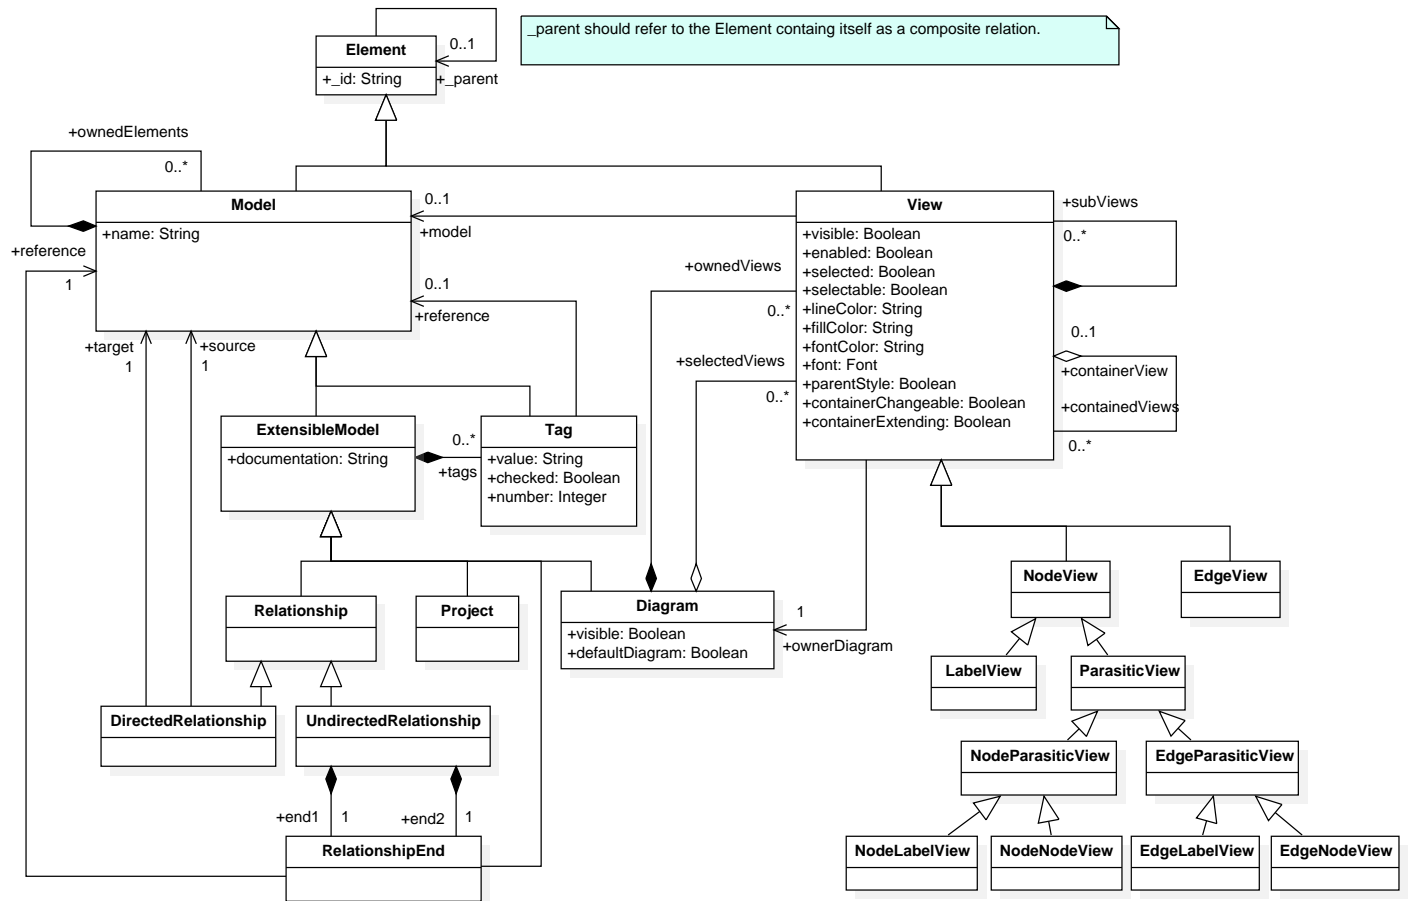 _parent should refer to the Element containg itself as a composite relation.
0..1
Element
+_id: String
+_parent
+ownedElements
0..*
Model
+name: String
+reference
1
0..1
+model
View
+visible: Boolean
+enabled: Boolean
+selected: Boolean
+selectable: Boolean
+lineColor: String
+fillColor: String
+fontColor: String
+font: Font
+parentStyle: Boolean
+containerChangeable: Boolean
+containerExtending: Boolean
+subViews
0..*
+ownedViews
0..*
0..1
+reference
0..1
+containerView
+containedViews
0..*
+selectedViews
0..*
+target
1
+source
1
ExtensibleModel
+documentation: String
0..*
+tags
Tag
+value: String
+checked: Boolean
+number: Integer
NodeView
EdgeView
Relationship
Project
Diagram
+visible: Boolean
+defaultDiagram: Boolean
1
+ownerDiagram
LabelView
ParasiticView
DirectedRelationship
UndirectedRelationship
NodeParasiticView
EdgeParasiticView
+end1
1
+end2
1
RelationshipEnd
NodeLabelView
NodeNodeView
EdgeLabelView
EdgeNodeView